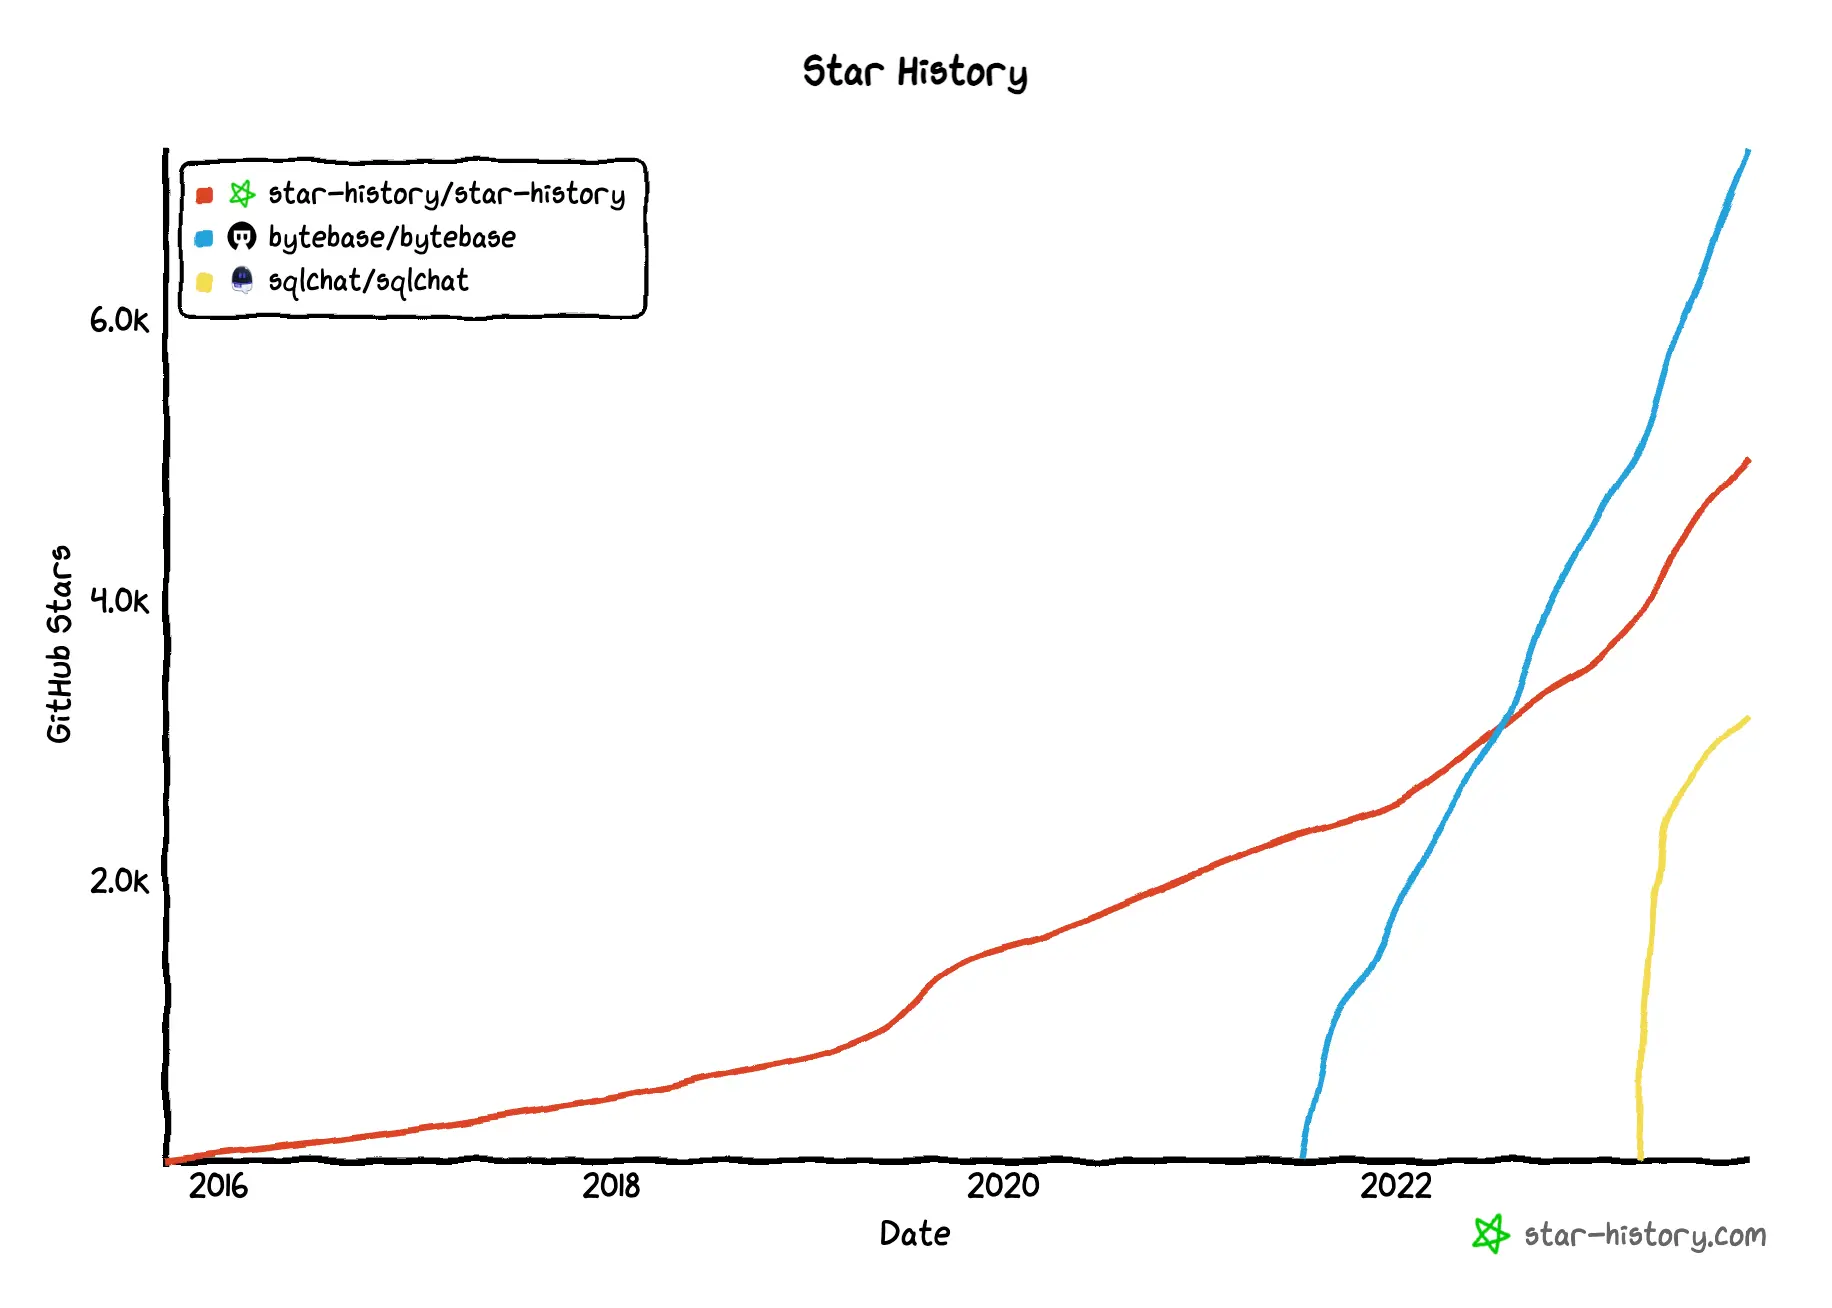 Star History
star-history/star-history
bytebase/bytebase
sqlchat/sqlchat
6.0k
4.0k
2.0k
GitHub Stars
2016 2018 2020 2022
Date
star-history.com